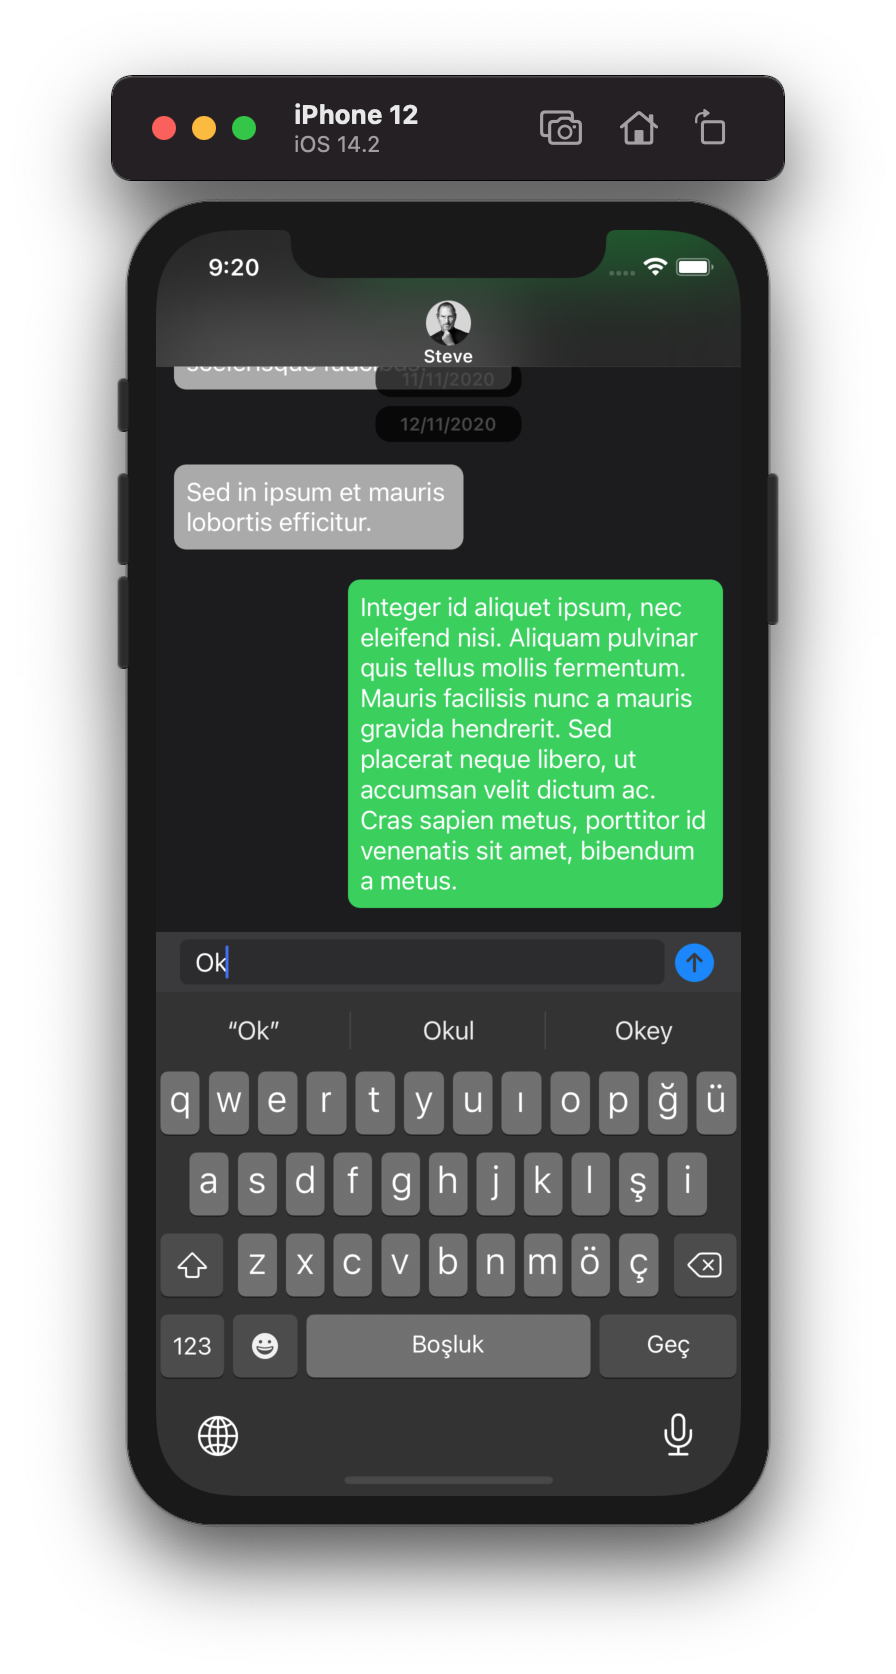 iPhone 12
iOS 14.2
9:20
Steve
scelerisque faucibus.
11/11/2020
12/11/2020
Sed in ipsum et mauris
lobortis efficitur.
Integer id aliquet ipsum, nec
eleifend nisi. Aliquam pulvinar
quis tellus mollis fermentum.
Mauris facilisis nunc a mauris
gravida hendrerit. Sed
placerat neque libero, ut
accumsan velit dictum ac.
Cras sapien metus, porttitor id
venenatis sit amet, bibendum
a metus.
Ok
“Ok” Okul Okey
q w e r t y u ı o p ğ ü
a s d f g h j k l ş i
z x c v b n m ö ç
123 Boşluk Geç